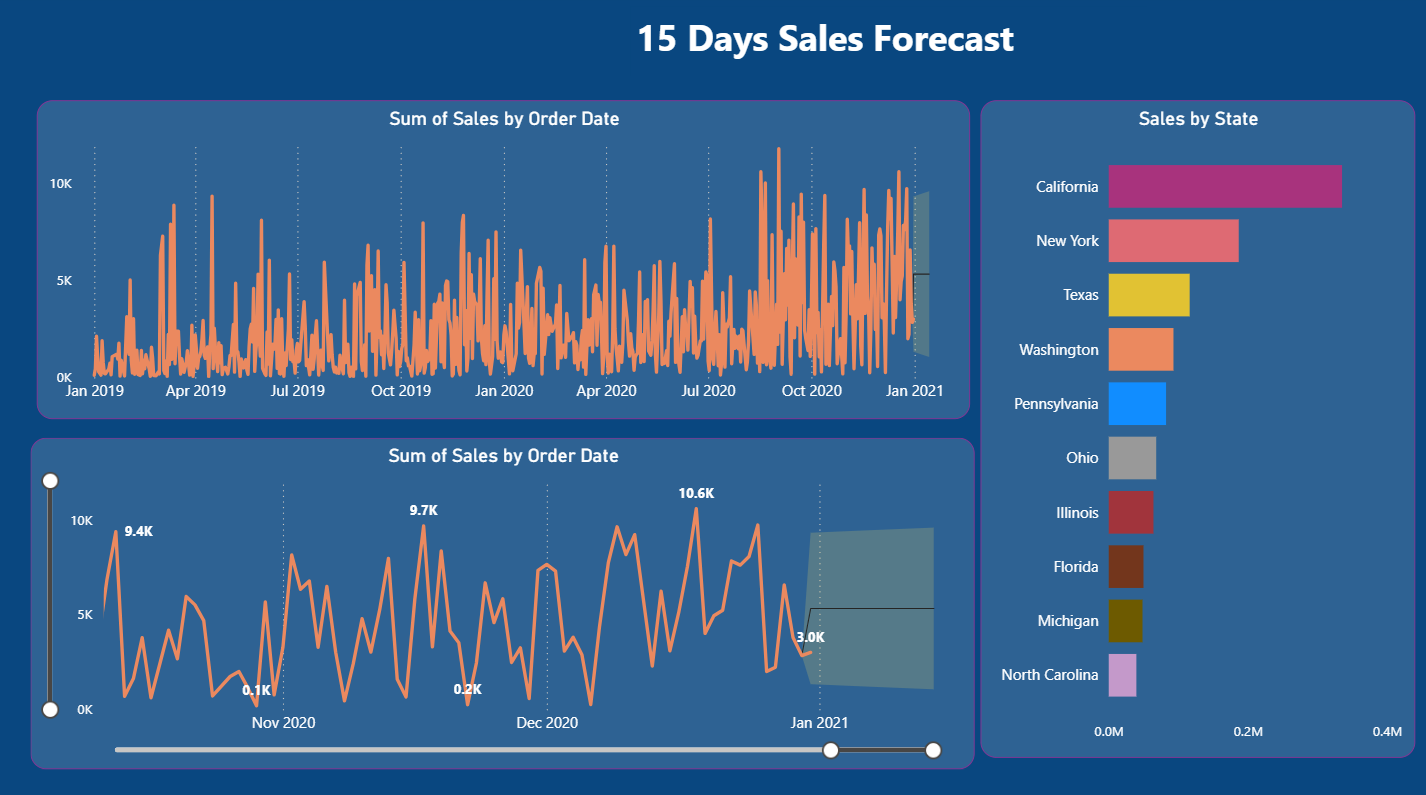 15 Days Sales Forecast
Sum of Sales by Order Date
10K
5K
0K
Jan 2019 Apr 2019 Jul 2019 Oct 2019 Jan 2020 Apr 2020 Jul 2020 Oct 2020 Jan 2021
Sum of Sales by Order Date
10K
5K
0K
9.4K
0.1K
9.7K
0.2K
10.6K
3.0K
Nov 2020 Dec 2020 Jan 2021
Sales by State
California
New York
Texas
Washington
Pennsylvania
Ohio
Illinois
Florida
Michigan
North Carolina
0.0M 0.2M 0.4M